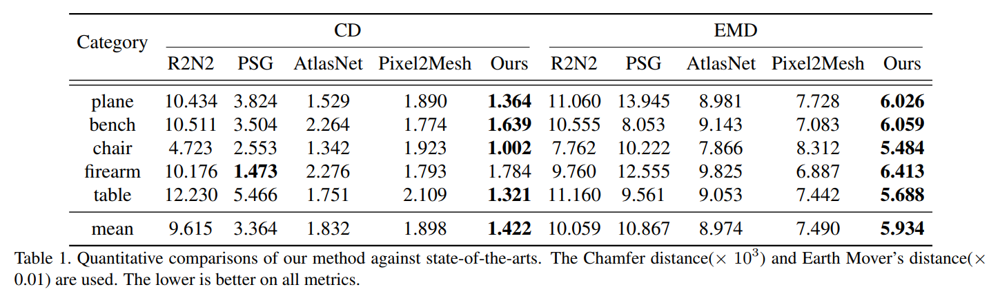 Category CD EMD
R2N2 PSG AtlasNet Pixel2Mesh Ours R2N2 PSG AtlasNet Pixel2Mesh Ours
plane 10.434 3.824 1.529 1.890 1.364 11.060 13.945 8.981 7.728 6.026
bench 10.511 3.504 2.264 1.774 1.639 10.555 8.053 9.143 7.083 6.059
chair 4.723 2.553 1.342 1.923 1.002 7.762 10.222 7.866 8.312 5.484
firearm 10.176 1.473 2.276 1.793 1.784 9.760 12.555 9.825 6.887 6.413
table 12.230 5.466 1.751 2.109 1.321 11.160 9.561 9.053 7.442 5.688
mean 9.615 3.364 1.832 1.898 1.422 10.059 10.867 8.974 7.490 5.934
Table 1. Quantitative comparisons of our method against state-of-the-arts. The Chamfer distance(× 10³) and Earth Mover's distance(×
0.01) are used. The lower is better on all metrics.